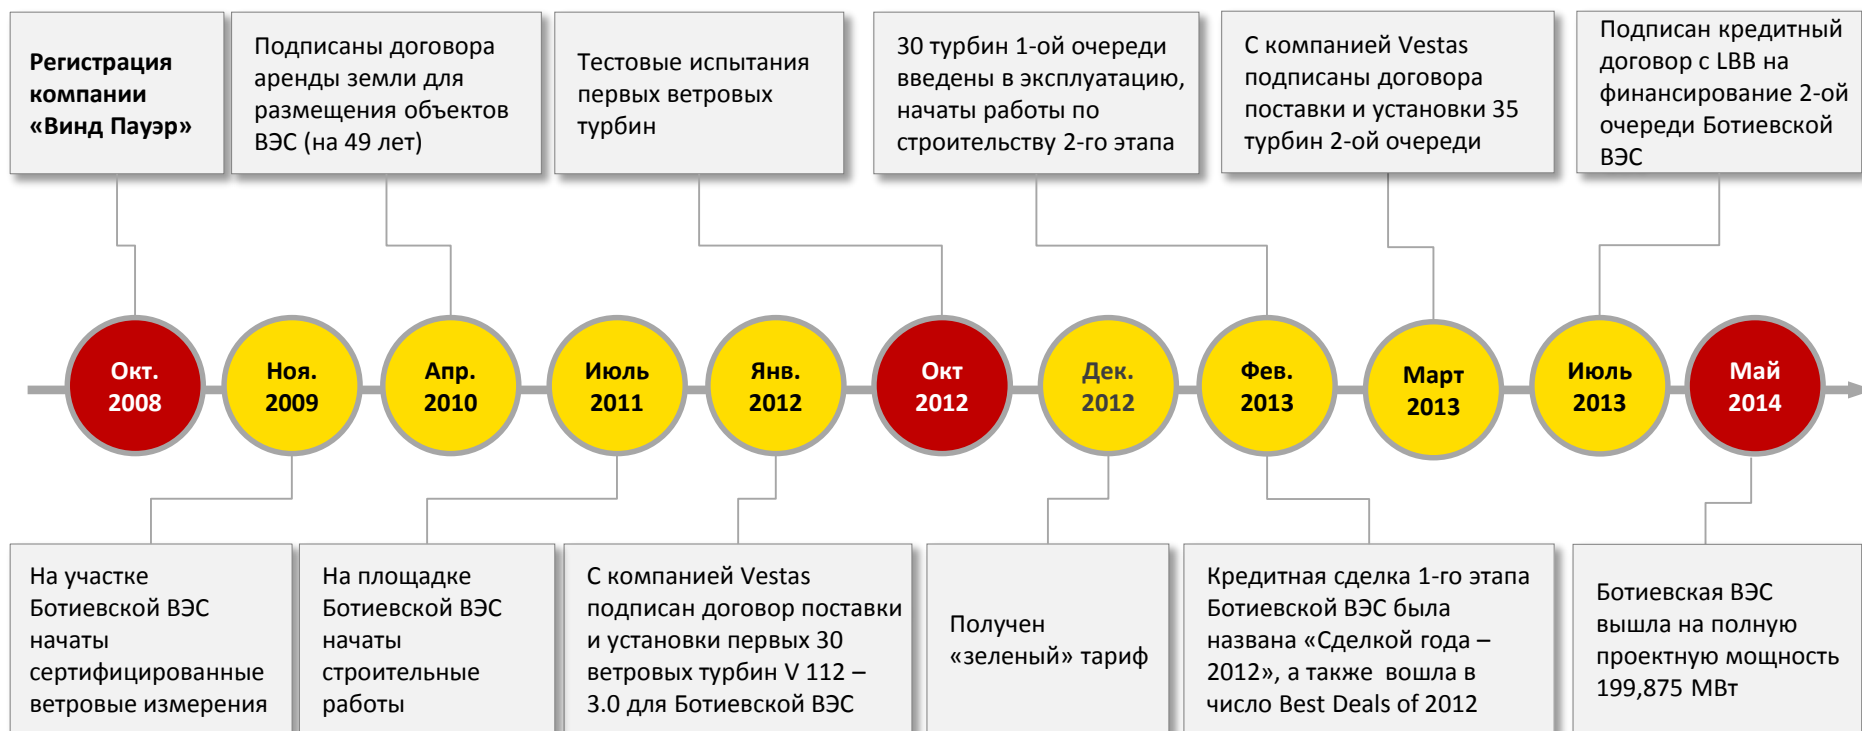 Регистрация
компании
«Винд Пауэр»
Подписаны договора
аренды земли для
размещения объектов
ВЭС (на 49 лет)
Тестовые испытания
первых ветровых
турбин
30 турбин 1-ой очереди
введены в эксплуатацию,
начаты работы по
строительству 2-го этапа
С компанией Vestas
подписаны договора
поставки и установки 35
турбин 2-ой очереди
Подписан кредитный
договор с LBB на
финансирование 2-ой
очереди Ботиевской
ВЭС
Окт.
2008
Ноя.
2009
Апр.
2010
Июль
2011
Янв.
2012
Окт
2012
Дек.
2012
Фев.
2013
Март
2013
Июль
2013
Май
2014
На участке
Ботиевской ВЭС
начаты
сертифицированные
ветровые измерения
На площадке
Ботиевской ВЭС
начаты
строительные
работы
С компанией Vestas
подписан договор поставки
и установки первых 30
ветровых турбин V 112 –
3.0 для Ботиевской ВЭС
Получен
«зеленый» тариф
Кредитная сделка 1-го этапа
Ботиевской ВЭС была
названа «Сделкой года –
2012», а также вошла в
число Best Deals of 2012
Ботиевская ВЭС
вышла на полную
проектную мощность
199,875 МВт